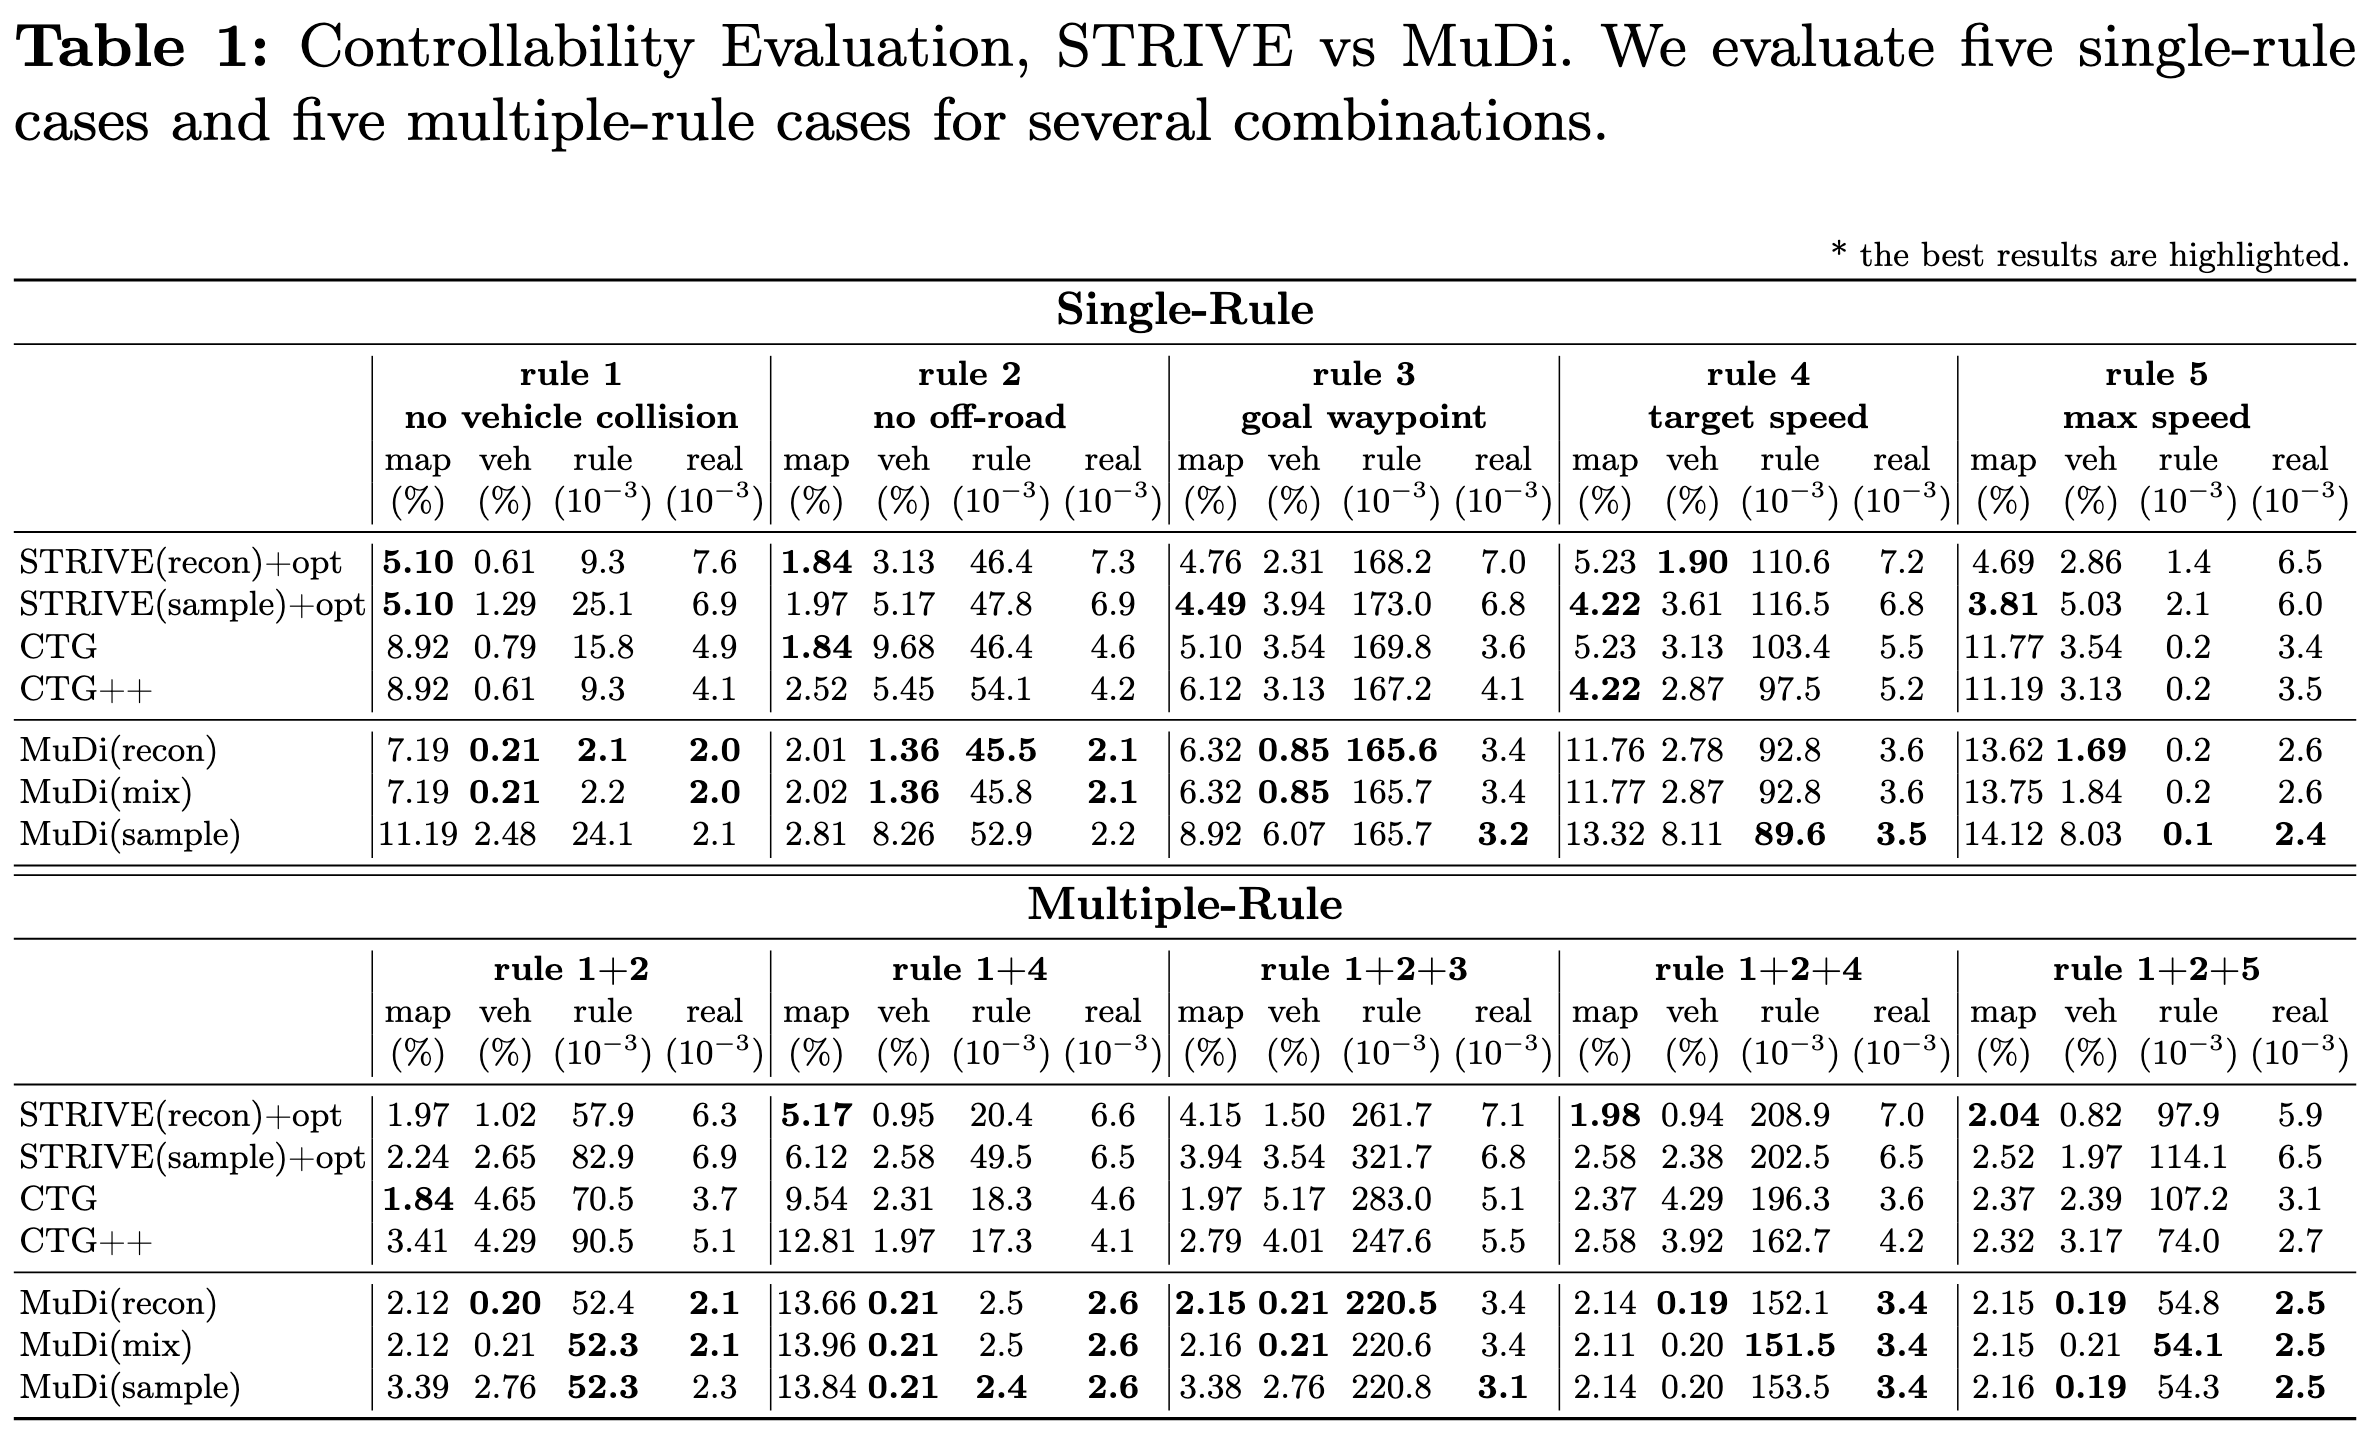 Table 1: Controllability Evaluation, STRIVE vs MuDi. We evaluate five single-rule
cases and five multiple-rule cases for several combinations.
* the best results are highlighted.
Single-Rule
rule 1 rule 2 rule 3 rule 4 rule 5
no vehicle collision no off-road goal waypoint target speed max speed
map veh rule real map veh rule real map veh rule real map veh rule real map veh rule real
(%) (%) (10⁻³) (10⁻³) (%) (%) (10⁻³) (10⁻³) (%) (%) (10⁻³) (10⁻³) (%) (%) (10⁻³) (10⁻³) (%) (%) (10⁻³) (10⁻³)
STRIVE(recon)+opt 5.10 0.61 9.3 7.6 1.84 3.13 46.4 7.3 4.76 2.31 168.2 7.0 5.23 1.90 110.6 7.2 4.69 2.86 1.4 6.5
STRIVE(sample)+opt 5.10 1.29 25.1 6.9 1.97 5.17 47.8 6.9 4.49 3.94 173.0 6.8 4.22 3.61 116.5 6.8 3.81 5.03 2.1 6.0
CTG 8.92 0.79 15.8 4.9 1.84 9.68 46.4 4.6 5.10 3.54 169.8 3.6 5.23 3.13 103.4 5.5 11.77 3.54 0.2 3.4
CTG++ 8.92 0.61 9.3 4.1 2.52 5.45 54.1 4.2 6.12 3.13 167.2 4.1 4.22 2.87 97.5 5.2 11.19 3.13 0.2 3.5
MuDi(recon) 7.19 0.21 2.1 2.0 2.01 1.36 45.5 2.1 6.32 0.85 165.6 3.4 11.76 2.78 92.8 3.6 13.62 1.69 0.2 2.6
MuDi(mix) 7.19 0.21 2.2 2.0 2.02 1.36 45.8 2.1 6.32 0.85 165.7 3.4 11.77 2.87 92.8 3.6 13.75 1.84 0.2 2.6
MuDi(sample) 11.19 2.48 24.1 2.1 2.81 8.26 52.9 2.2 8.92 6.07 165.7 3.2 13.32 8.11 89.6 3.5 14.12 8.03 0.1 2.4
Multiple-Rule
rule 1+2 rule 1+4 rule 1+2+3 rule 1+2+4 rule 1+2+5
map veh rule real map veh rule real map veh rule real map veh rule real map veh rule real
(%) (%) (10⁻³) (10⁻³) (%) (%) (10⁻³) (10⁻³) (%) (%) (10⁻³) (10⁻³) (%) (%) (10⁻³) (10⁻³) (%) (%) (10⁻³) (10⁻³)
STRIVE(recon)+opt 1.97 1.02 57.9 6.3 5.17 0.95 20.4 6.6 4.15 1.50 261.7 7.1 1.98 0.94 208.9 7.0 2.04 0.82 97.9 5.9
STRIVE(sample)+opt 2.24 2.65 82.9 6.9 6.12 2.58 49.5 6.5 3.94 3.54 321.7 6.8 2.58 2.38 202.5 6.5 2.52 1.97 114.1 6.5
CTG 1.84 4.65 70.5 3.7 9.54 2.31 18.3 4.6 1.97 5.17 283.0 5.1 2.37 4.29 196.3 3.6 2.37 2.39 107.2 3.1
CTG++ 3.41 4.29 90.5 5.1 12.81 1.97 17.3 4.1 2.79 4.01 247.6 5.5 2.58 3.92 162.7 4.2 2.32 3.17 74.0 2.7
MuDi(recon) 2.12 0.20 52.4 2.1 13.66 0.21 2.5 2.6 2.15 0.21 220.5 3.4 2.14 0.19 152.1 3.4 2.15 0.19 54.8 2.5
MuDi(mix) 2.12 0.21 52.3 2.1 13.96 0.21 2.5 2.6 2.16 0.21 220.6 3.4 2.11 0.20 151.5 3.4 2.15 0.21 54.1 2.5
MuDi(sample) 3.39 2.76 52.3 2.3 13.84 0.21 2.4 2.6 3.38 2.76 220.8 3.1 2.14 0.20 153.5 3.4 2.16 0.19 54.3 2.5